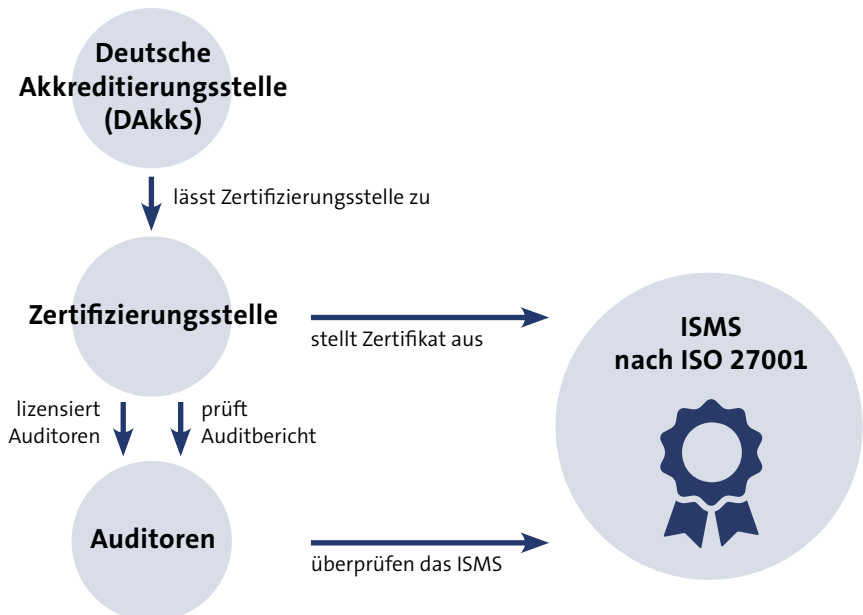 Deutsche
Akkreditierungsstelle
(DAkkS)
lässt Zertifizierungsstelle zu
Zertifizierungsstelle
stellt Zertifikat aus
ISMS
nach ISO 27001
lizensiert
Auditoren
prüft
Auditbericht
Auditoren
überprüfen das ISMS